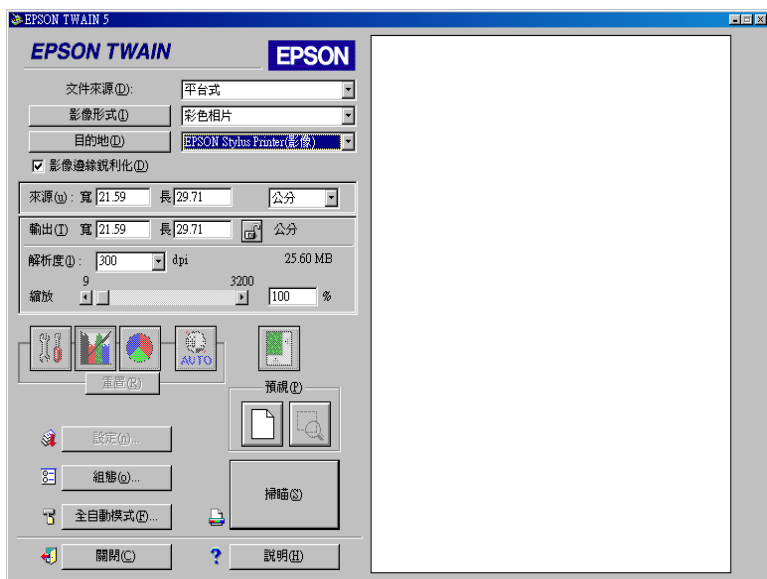 EPSON TWAIN 5
EPSON TWAIN
EPSON
文件來源(D):
平台式
影像形式(I)
彩色相片
目的地(D)
EPSON Stylus Printer(影像)
影像邊緣銳利化(D)
來源(u): 寬 21.59 長 29.71 公分
輸出(T) 寬 21.59 長 29.71 公分
解析度(I): 300 dpi 25.60 MB
9 3200
縮放 100 %
AUTO
重置(R)
預視(P)
設定(n)...
組態(o)...
掃瞄(S)
全自動模式(F)...
關閉(C)
? 說明(H)